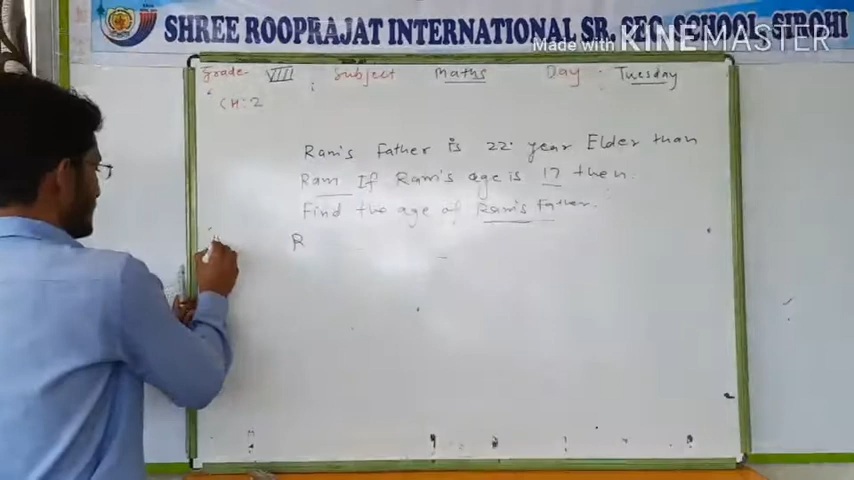 SHREE ROOPRAJAT INTERNATIONAL SR. SEC SCHOOL, SIROHI
Made with KINEMASTER
Grade- VIII Subject Maths Day Tuesday
CH:2
Ram's Father is 22 year Elder than
Ram If Ram's age is 17 then
Find the age of Ram's Father.
R